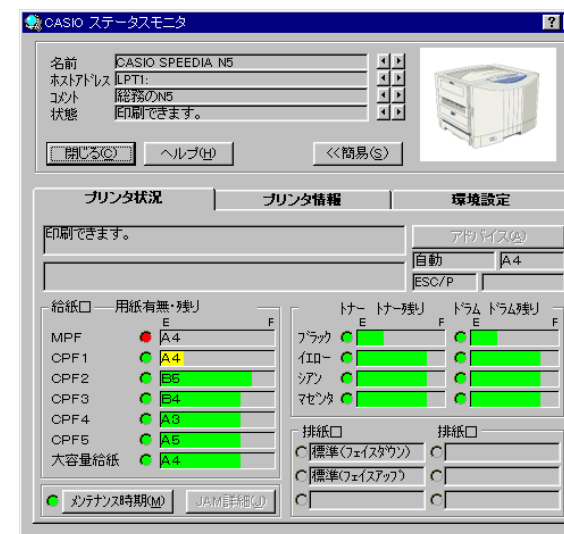 CASIO ステータスモニタ
名前 CASIO SPEEDIA N5
ホストアドレス LPT1:
コメント 総務のN5
状態 印刷できます。
閉じる(C) ヘルプ(H) <<簡易(S)
プリンタ状況 プリンタ情報 環境設定
印刷できます。 アドバイス(A)
自動 A4
ESC/P
給紙口 用紙有無・残り
E F
MPF A4
CPF1 A4
CPF2 B5
CPF3 B4
CPF4 A3
CPF5 A5
大容量給紙 A4
トナー トナー残り ドラム ドラム残り
E F E F
ブラック
イエロー
シアン
マゼンタ
排紙口 排紙口
標準(フェイスダウン)
標準(フェイスアップ)
メンテナンス時期(M) JAM詳細(J)